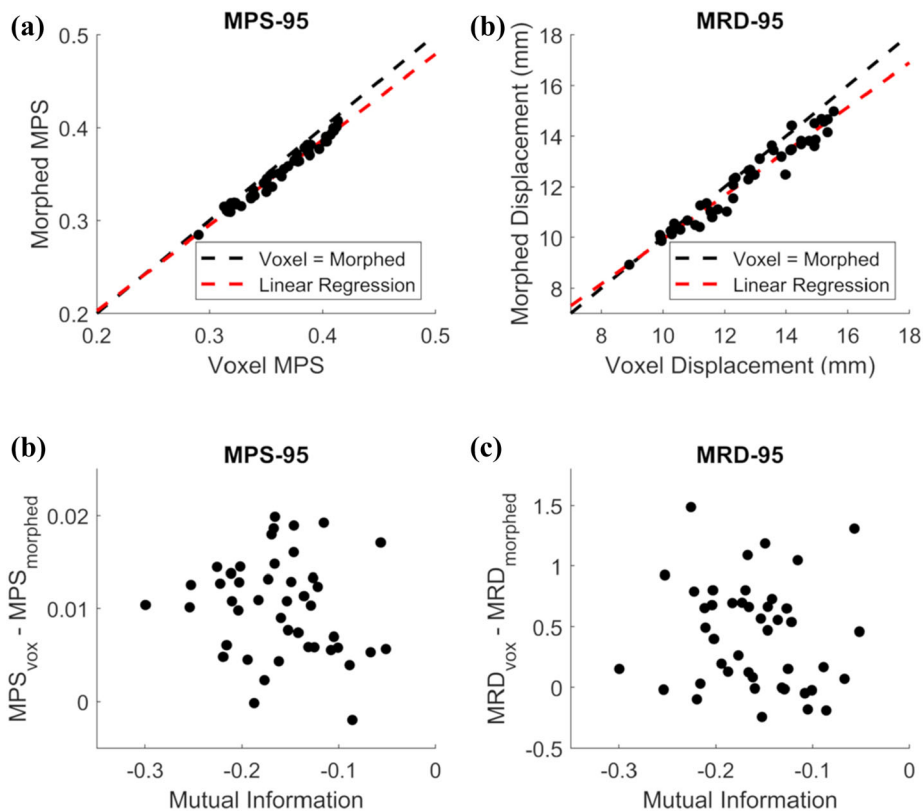 (a)
MPS-95
Morphed MPS
0.5
0.4
0.3
0.2
Voxel = Morphed
Linear Regression
0.2
0.3
0.4
0.5
Voxel MPS
(b)
MRD-95
Morphed Displacement (mm)
18
16
14
12
10
8
Voxel = Morphed
Linear Regression
8
10
12
14
16
18
Voxel Displacement (mm)
(b)
MPS-95
MPSvox - MPSmorphed
0.02
0.01
0
-0.3
-0.2
-0.1
0
Mutual Information
(c)
MRD-95
MRDvox - MRDmorphed
1.5
1
0.5
0
-0.5
-0.3
-0.2
-0.1
0
Mutual Information